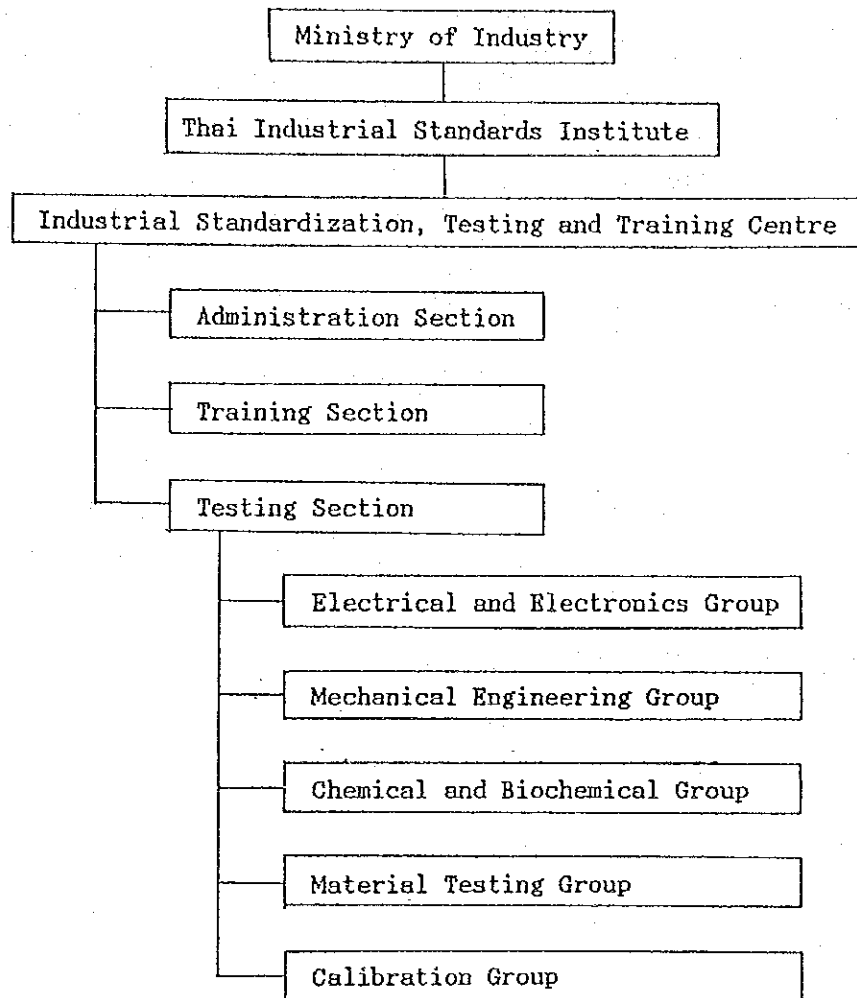 Ministry of Industry
Thai Industrial Standards Institute
Industrial Standardization, Testing and Training Centre
Administration Section
Training Section
Testing Section
Electrical and Electronics Group
Mechanical Engineering Group
Chemical and Biochemical Group
Material Testing Group
Calibration Group